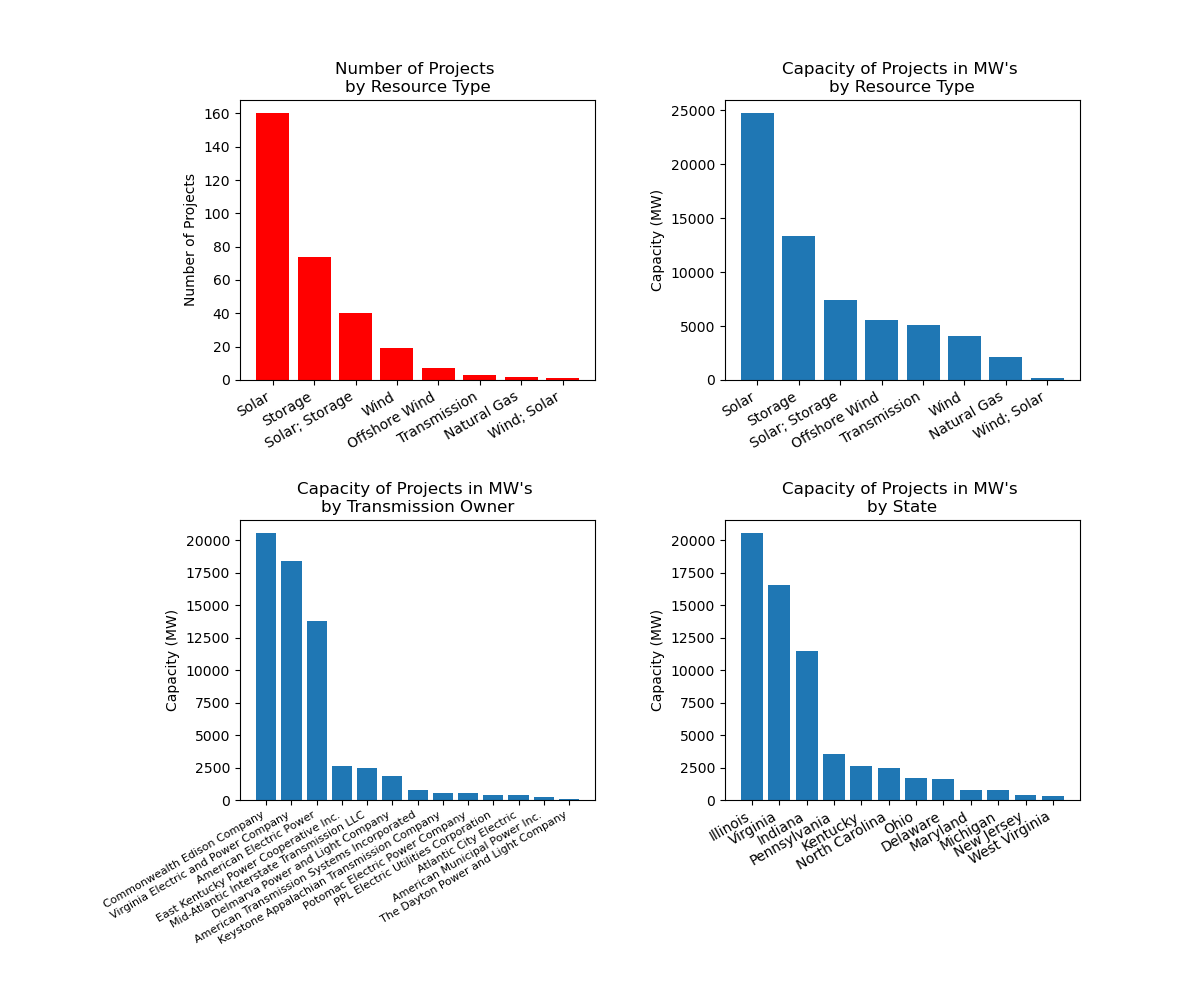 Number of Projects
by Resource Type
Number of Projects
160
140
120
100
80
60
40
20
0
Solar
Storage
Solar; Storage
Wind
Offshore Wind
Transmission
Natural Gas
Wind; Solar
Capacity of Projects in MW's
by Resource Type
Capacity (MW)
25000
20000
15000
10000
5000
0
Solar
Storage
Solar; Storage
Offshore Wind
Transmission
Wind
Natural Gas
Wind; Solar
Capacity of Projects in MW's
by Transmission Owner
Capacity (MW)
20000
17500
15000
12500
10000
7500
5000
2500
0
Commonwealth Edison Company
Virginia Electric and Power Company
American Electric Power
East Kentucky Power Cooperative Inc.
Mid-Atlantic Interstate Transmission LLC
Delmarva Power and Light Company
American Transmission Systems Incorporated
Keystone Appalachian Transmission Company
Potomac Electric Power Company
PPL Electric Utilities Corporation
Atlantic City Electric
American Municipal Power Inc.
The Dayton Power and Light Company
Capacity of Projects in MW's
by State
Capacity (MW)
20000
17500
15000
12500
10000
7500
5000
2500
0
Illinois
Virginia
Indiana
Pennsylvania
Kentucky
North Carolina
Ohio
Delaware
Maryland
Michigan
New Jersey
West Virginia